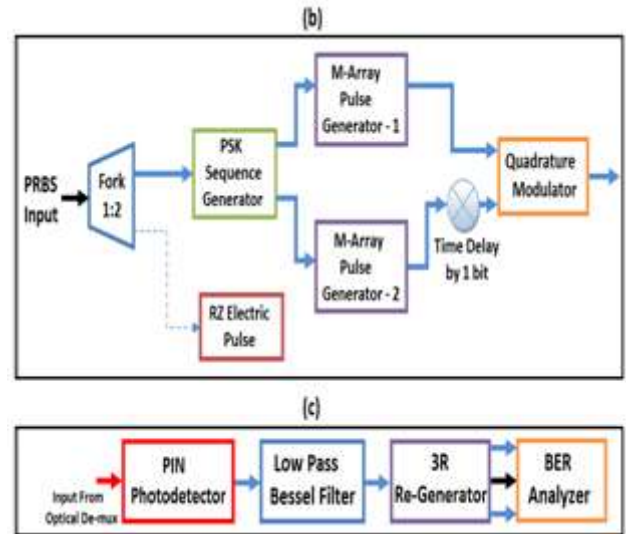 (b)
PRBS
Input
Fork
1:2
PSK
Sequence
Generator
M-Array
Pulse
Generator - 1
M-Array
Pulse
Generator - 2
RZ Electric
Pulse
Time Delay
by 1 bit
Quadrature
Modulator
(c)
Input From
Optical De-mux
PIN
Photodetector
Low Pass
Bessel Filter
3R
Re-Generator
BER
Analyzer